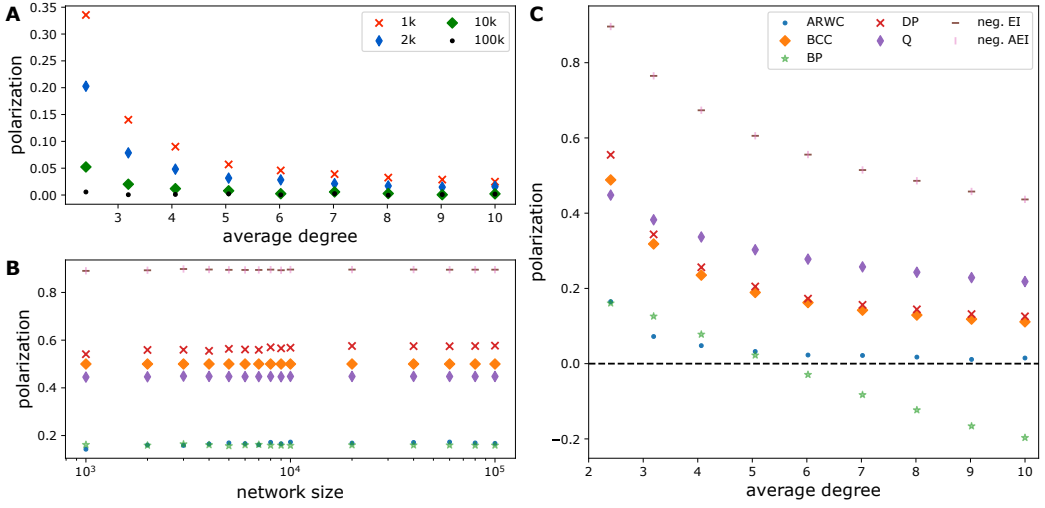 A
0.35
0.30
0.25
0.20
0.15
0.10
0.05
0.00
polarization
1k
2k
10k
100k
3 4 5 6 7 8 9 10
average degree
B
0.8
0.6
0.4
0.2
polarization
10³ 10⁴ 10⁵
network size
C
0.8
0.6
0.4
0.2
0.0
−0.2
polarization
ARWC
BCC
BP
DP
Q
neg. EI
neg. AEI
2 3 4 5 6 7 8 9 10
average degree